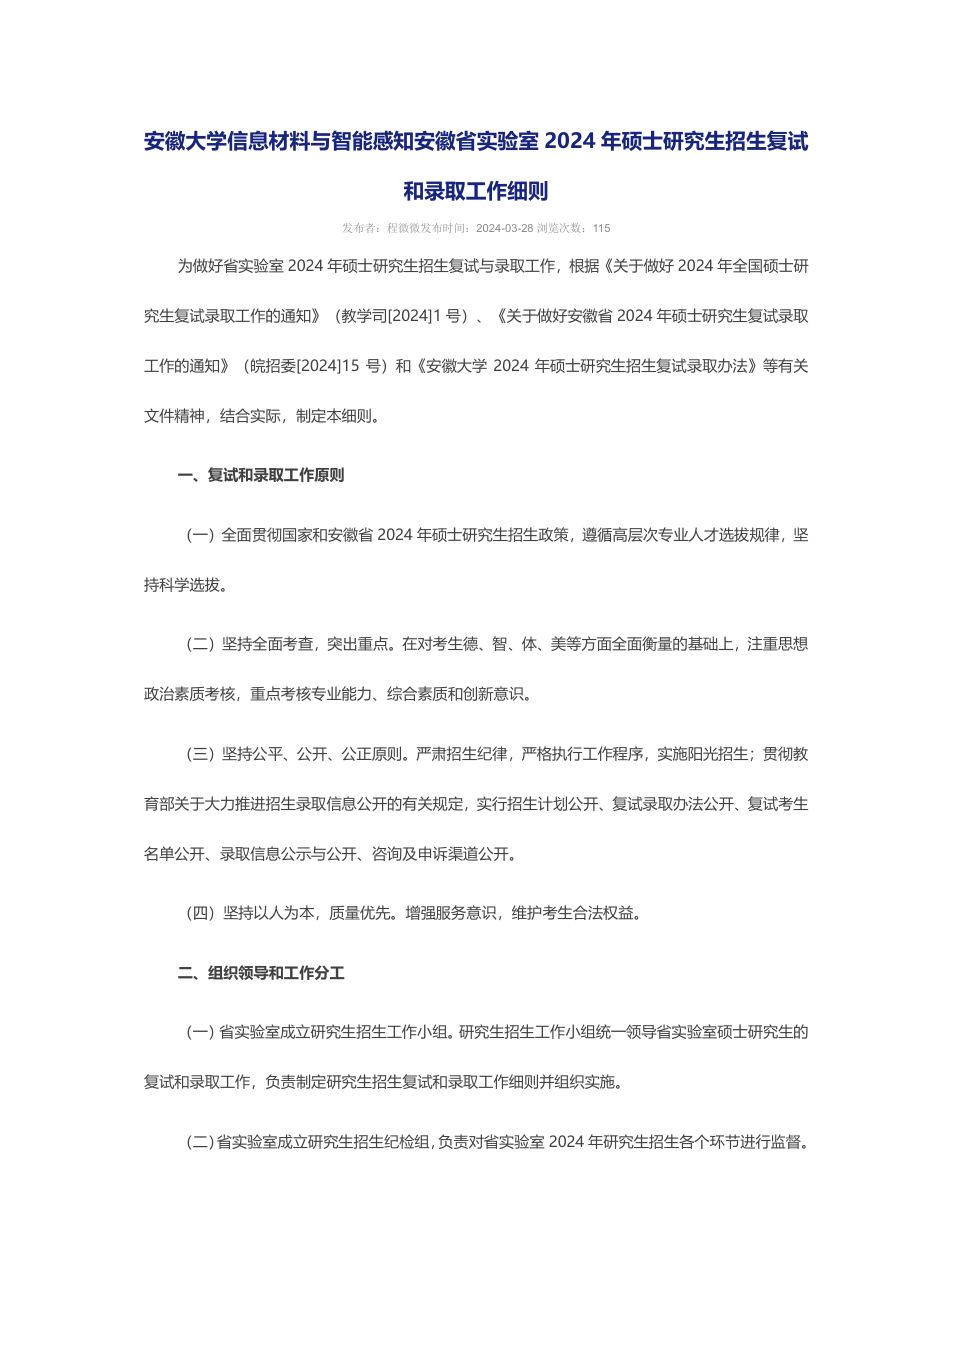 安徽大学信息材料与智能感知安徽省实验室 2024 年硕士研究生招生复试
和录取工作细则
发布者：程微微发布时间：2024-03-28 浏览次数：115
为做好省实验室 2024 年硕士研究生招生复试与录取工作，根据《关于做好 2024 年全国硕士研
究生复试录取工作的通知》（教学司[2024]1 号）、《关于做好安徽省 2024 年硕士研究生复试录取
工作的通知》（皖招委[2024]15 号）和《安徽大学 2024 年硕士研究生招生复试录取办法》等有关
文件精神，结合实际，制定本细则。
一、复试和录取工作原则
（一）全面贯彻国家和安徽省 2024 年硕士研究生招生政策，遵循高层次专业人才选拔规律，坚
持科学选拔。
（二）坚持全面考查，突出重点。在对考生德、智、体、美等方面全面衡量的基础上，注重思想
政治素质考核，重点考核专业能力、综合素质和创新意识。
（三）坚持公平、公开、公正原则。严肃招生纪律，严格执行工作程序，实施阳光招生；贯彻教
育部关于大力推进招生录取信息公开的有关规定，实行招生计划公开、复试录取办法公开、复试考生
名单公开、录取信息公示与公开、咨询及申诉渠道公开。
（四）坚持以人为本，质量优先。增强服务意识，维护考生合法权益。
二、组织领导和工作分工
（一）省实验室成立研究生招生工作小组。研究生招生工作小组统一领导省实验室硕士研究生的
复试和录取工作，负责制定研究生招生复试和录取工作细则并组织实施。
（二）省实验室成立研究生招生纪检组，负责对省实验室 2024 年研究生招生各个环节进行监督。